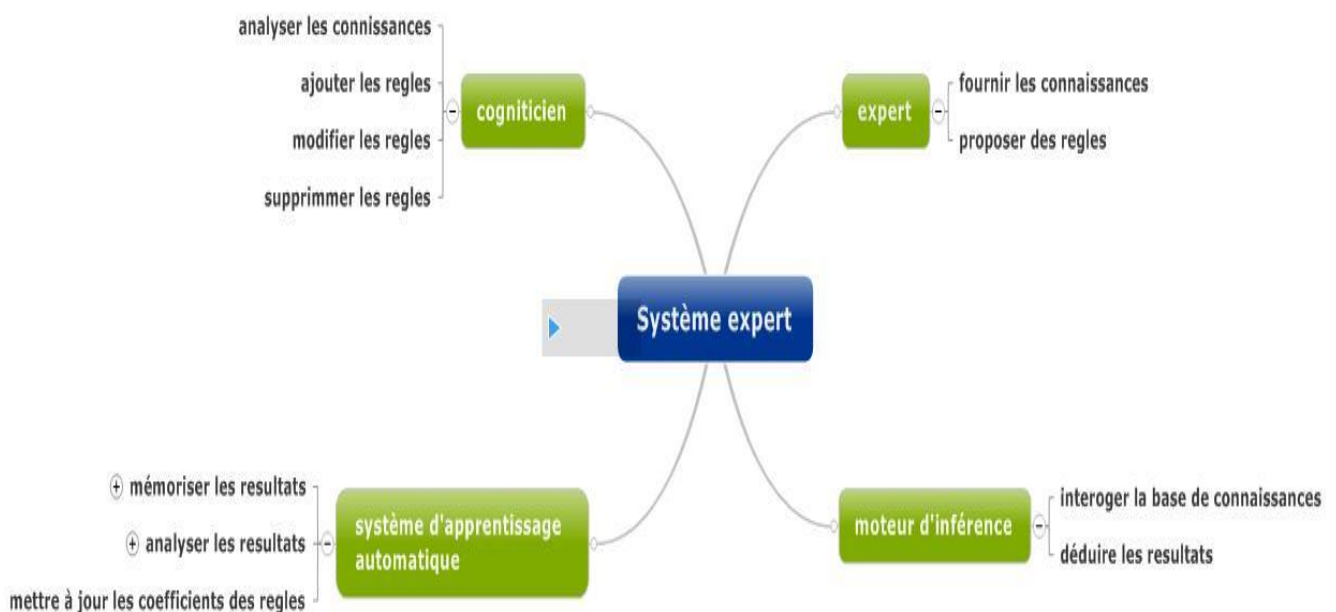 analyser les connissances
ajouter les regles
modifier les regles
supprimmer les regles
cogniticien
expert
fournir les connaissances
proposer des regles
Système expert
mémoriser les resultats
analyser les resultats
mettre à jour les coefficients des regles
système d'apprentissage
automatique
moteur d'inférence
interoger la base de connaissances
déduire les resultats